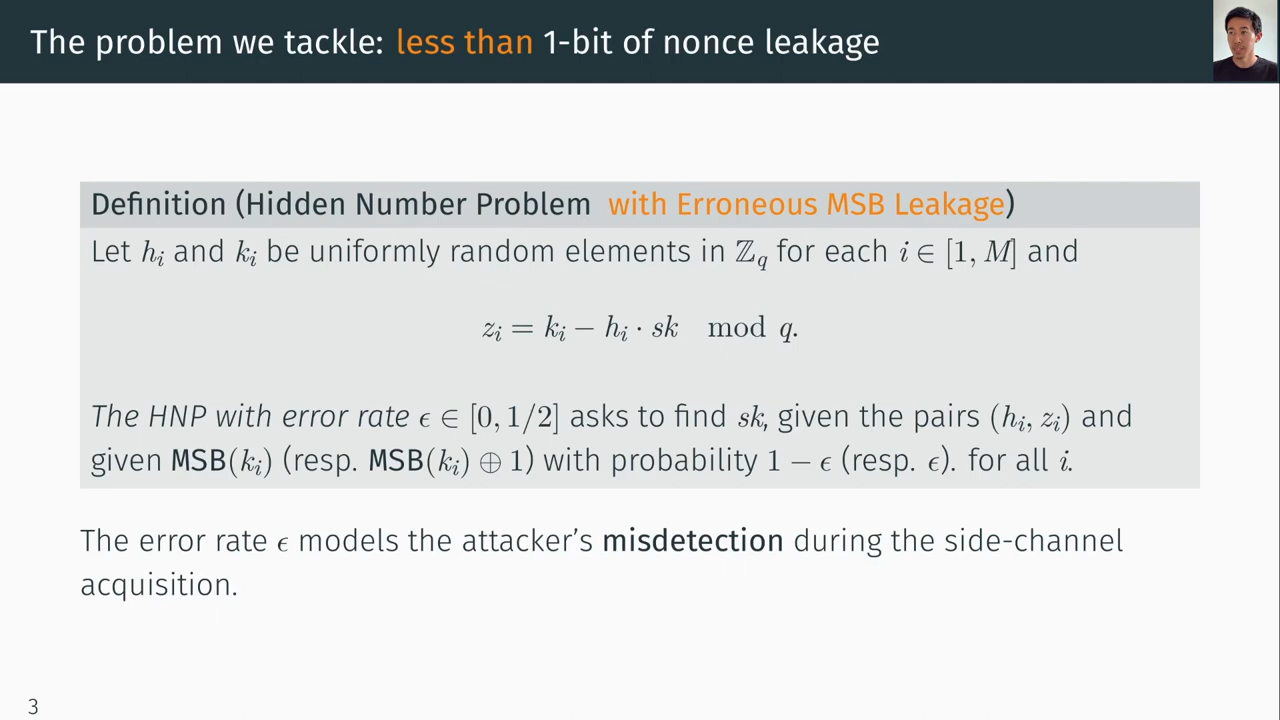 The problem we tackle: less than 1-bit of nonce leakage
Definition (Hidden Number Problem with Erroneous MSB Leakage)
Let hᵢ and kᵢ be uniformly random elements in ℤ_q for each i ∈ [1, M] and
zᵢ = kᵢ − hᵢ · sk mod q.
The HNP with error rate ϵ ∈ [0, 1/2] asks to find sk, given the pairs (hᵢ, zᵢ) and
given MSB(kᵢ) (resp. MSB(kᵢ) ⊕ 1) with probability 1 − ϵ (resp. ϵ). for all i.
The error rate ϵ models the attacker’s misdetection during the side-channel
acquisition.
3